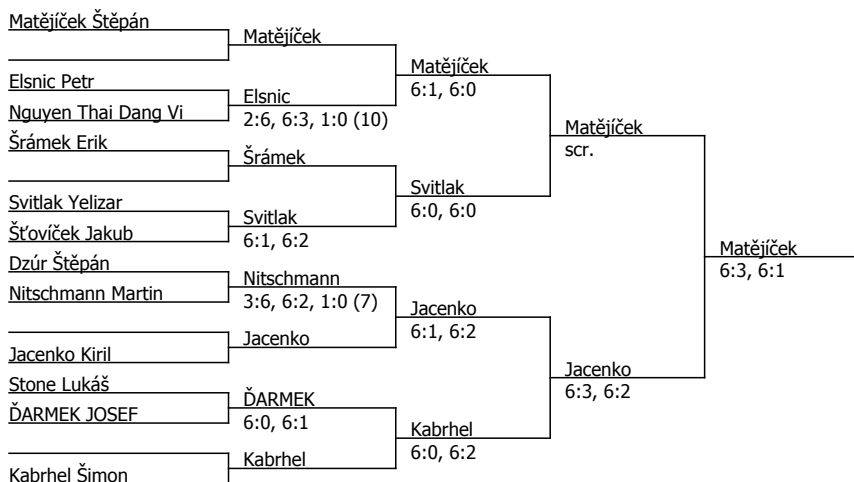 Matějíček Štěpán
Matějíček
Matějíček
6:1, 6:0
Elsnic Petr
Elsnic
2:6, 6:3, 1:0 (10)
Nguyen Thai Dang Vi
Matějíček
scr.
Šrámek Erik
Šrámek
Svitlak
6:0, 6:0
Svitlak Yelizar
Svitlak
6:1, 6:2
Šťovíček Jakub
Matějíček
6:3, 6:1
Dzúr Štěpán
Nitschmann
3:6, 6:2, 1:0 (7)
Nitschmann Martin
Jacenko
6:1, 6:2
Jacenko
Jacenko Kiril
Jacenko
6:3, 6:2
Stone Lukáš
ĎARMEK
6:0, 6:1
ĎARMEK JOSEF
Kabrhel
6:0, 6:2
Kabrhel
Kabrhel Šimon